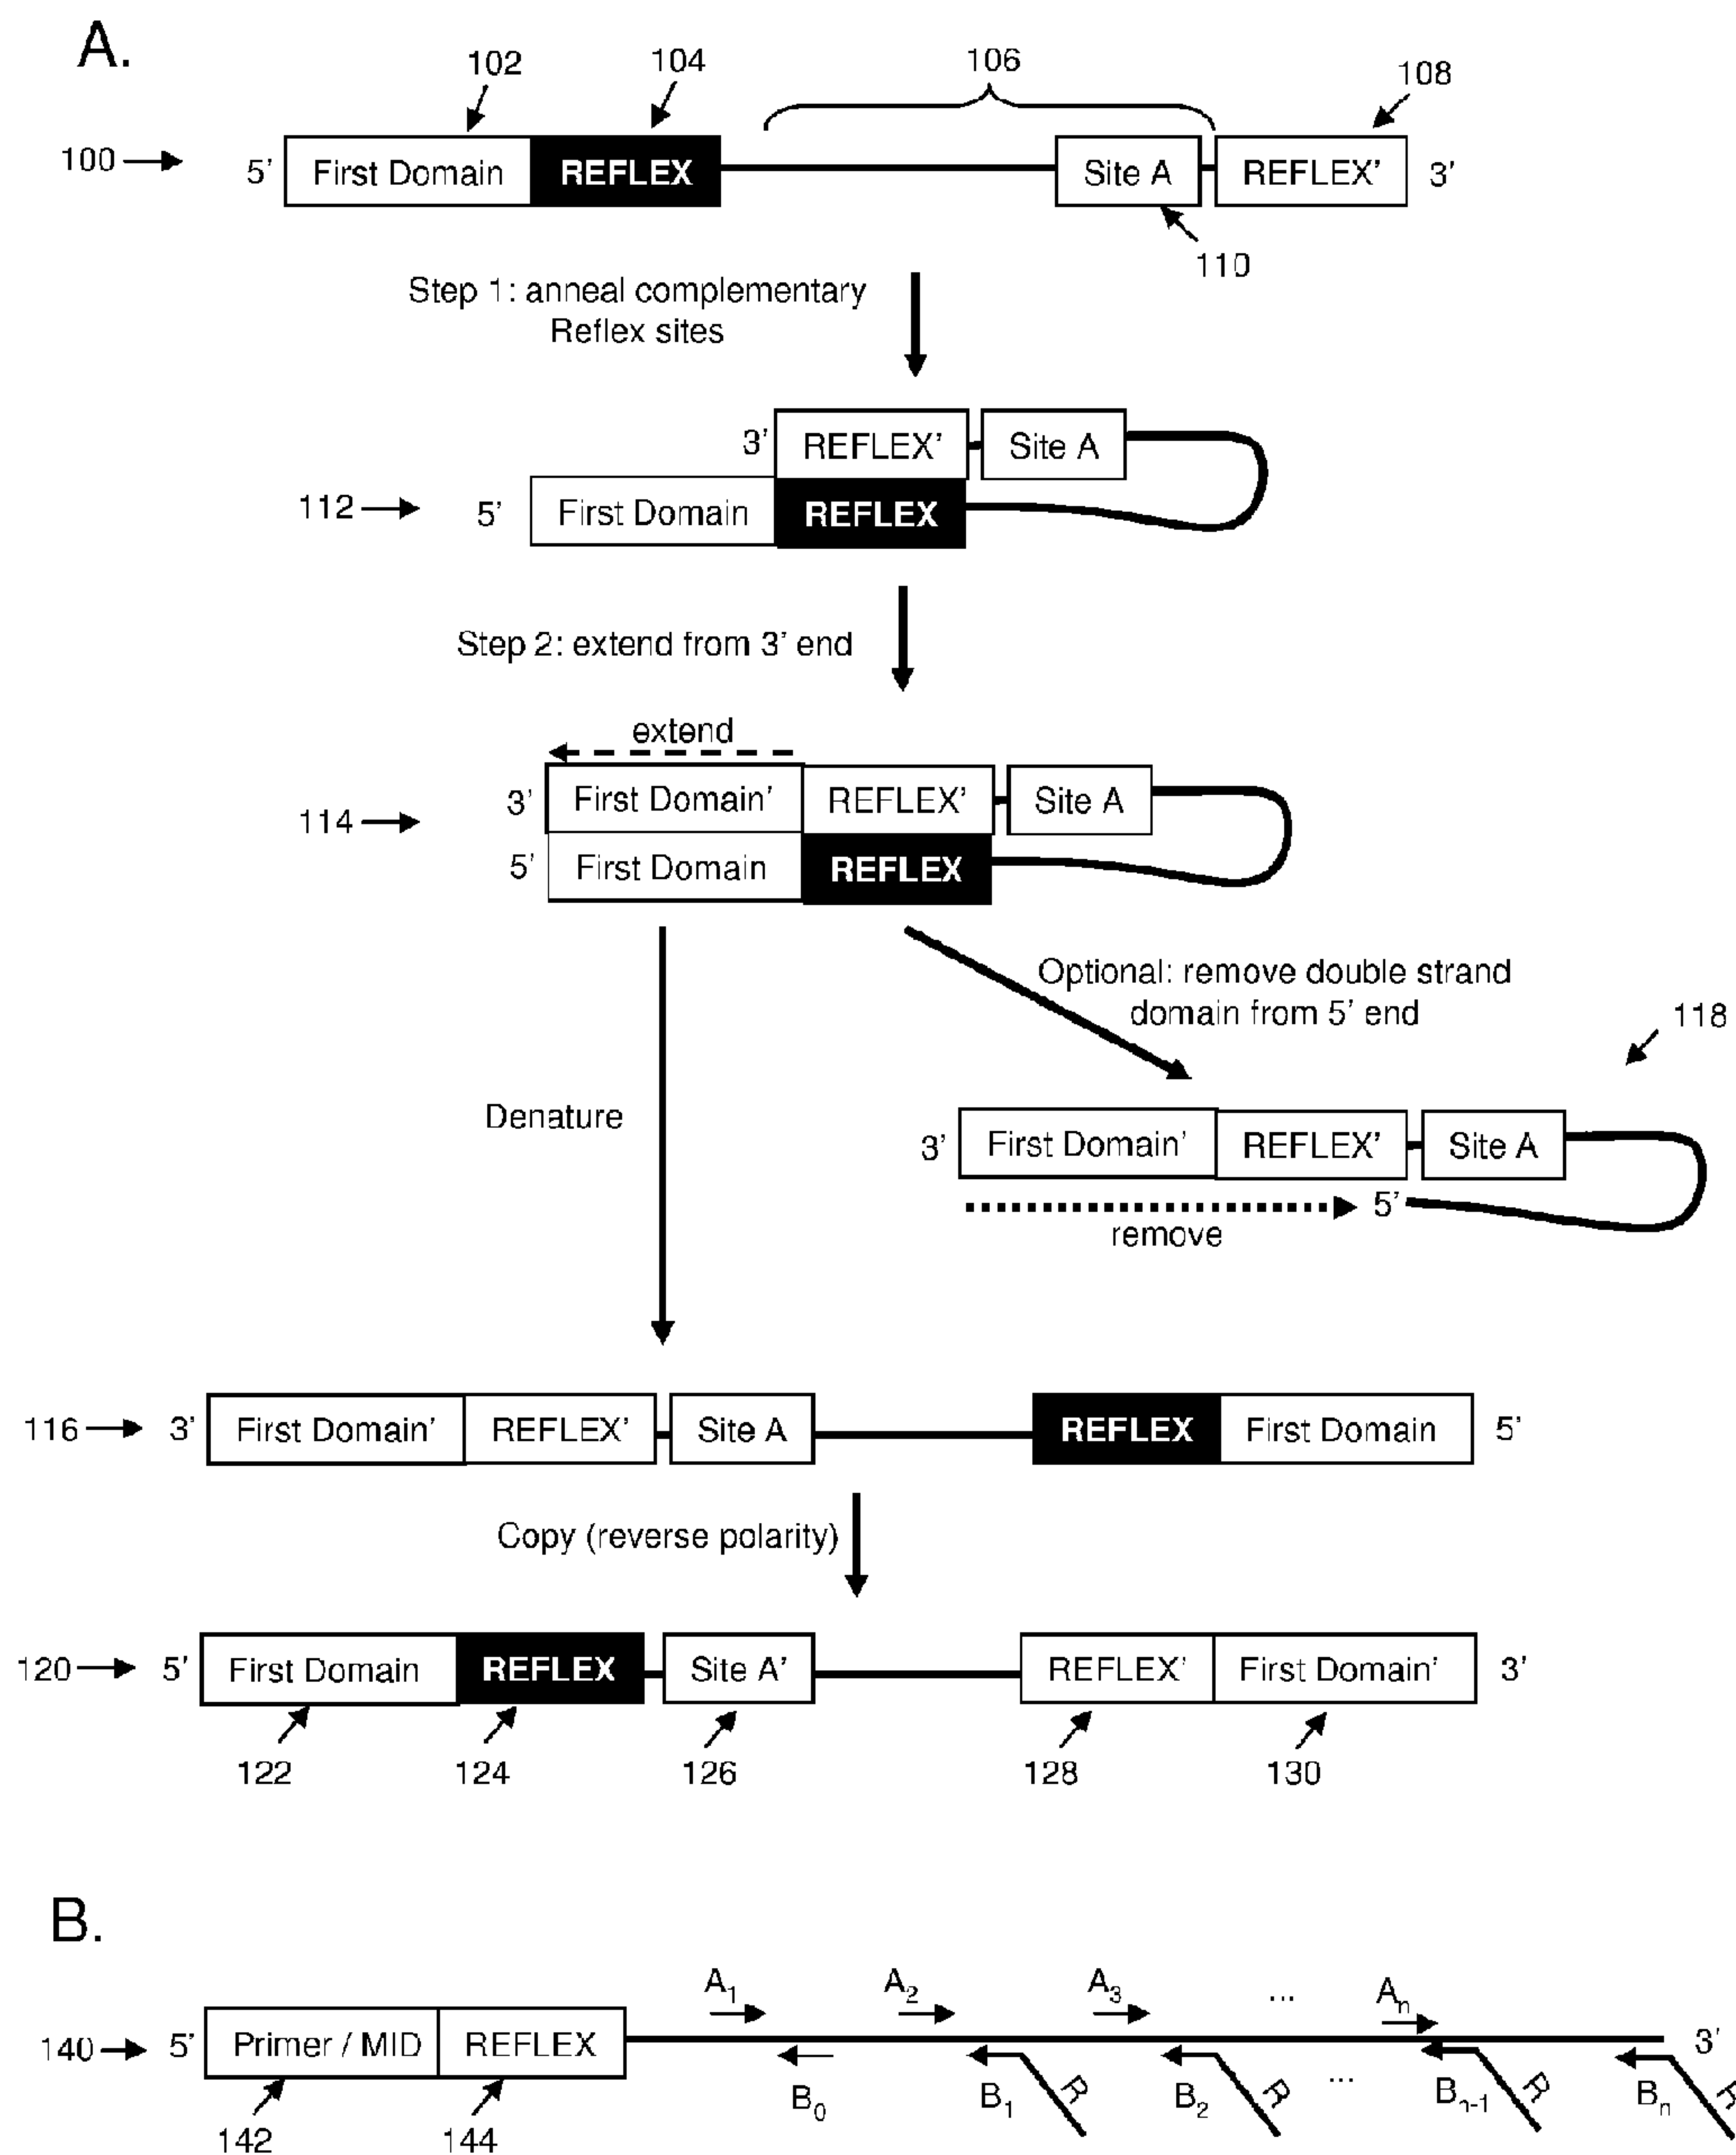 A.
102
104
106
108
100
5’
First Domain
REFLEX
Site A
REFLEX’
3’
110
Step 1: anneal complementary
Reflex sites
3’
REFLEX’
Site A
112
5’
First Domain
REFLEX
Step 2: extend from 3’ end
extend
3’
First Domain’
REFLEX’
Site A
114
5’
First Domain
REFLEX
Optional: remove double strand
domain from 5’ end
118
Denature
3’
First Domain’
REFLEX’
Site A
5’
remove
116
3’
First Domain’
REFLEX’
Site A
REFLEX
First Domain
5’
Copy (reverse polarity)
120
5’
First Domain
REFLEX
Site A’
REFLEX’
First Domain’
3’
122
124
126
128
130
B.
A1
A2
A3
...
An
140
5’
Primer / MID
REFLEX
3’
B0
B1
R
B2
R
...
Bn-1
R
Bn
R
142
144